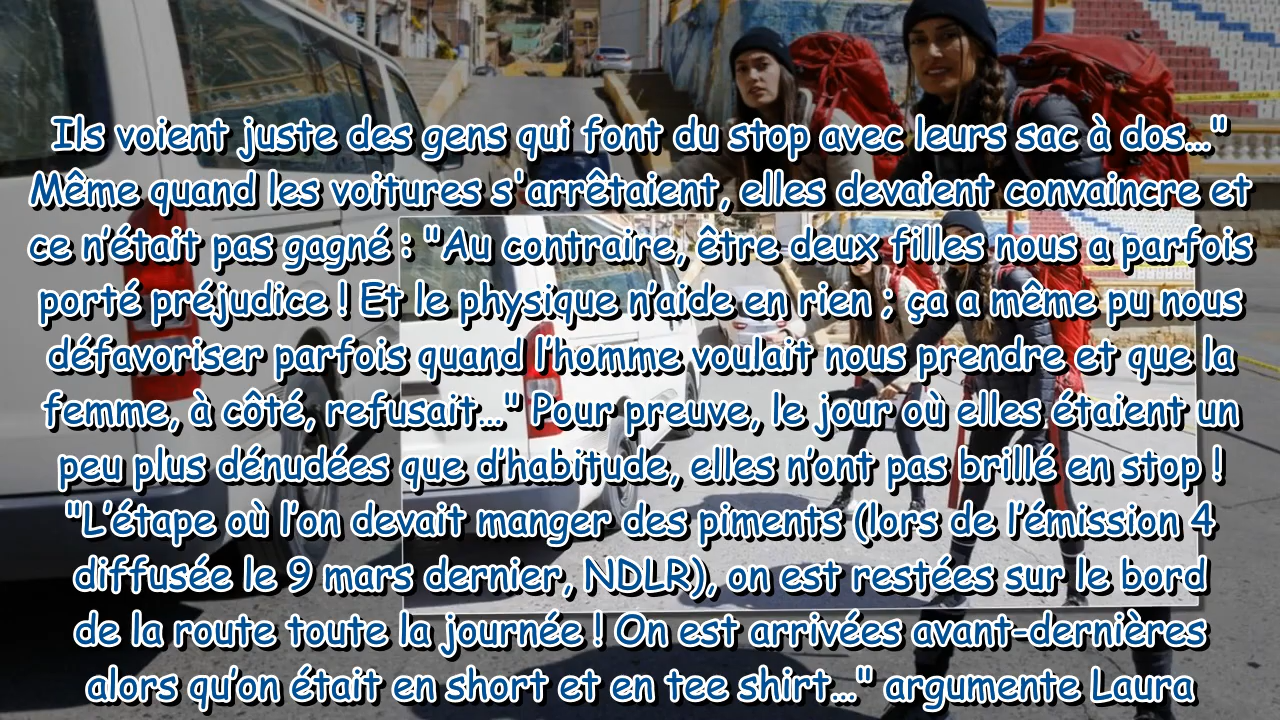 Ils voient juste des gens qui font du stop avec leurs sac à dos..."
Même quand les voitures s'arrêtaient, elles devaient convaincre et
ce n’était pas gagné : "Au contraire, être deux filles nous a parfois
porté préjudice ! Et le physique n’aide en rien ; ça a même pu nous
défavoriser parfois quand l’homme voulait nous prendre et que la
femme, à côté, refusait..." Pour preuve, le jour où elles étaient un
peu plus dénudées que d’habitude, elles n’ont pas brillé en stop !
"L’étape où l’on devait manger des piments (lors de l’émission 4
diffusée le 9 mars dernier, NDLR), on est restées sur le bord
de la route toute la journée ! On est arrivées avant-dernières
alors qu’on était en short et en tee shirt..." argumente Laura